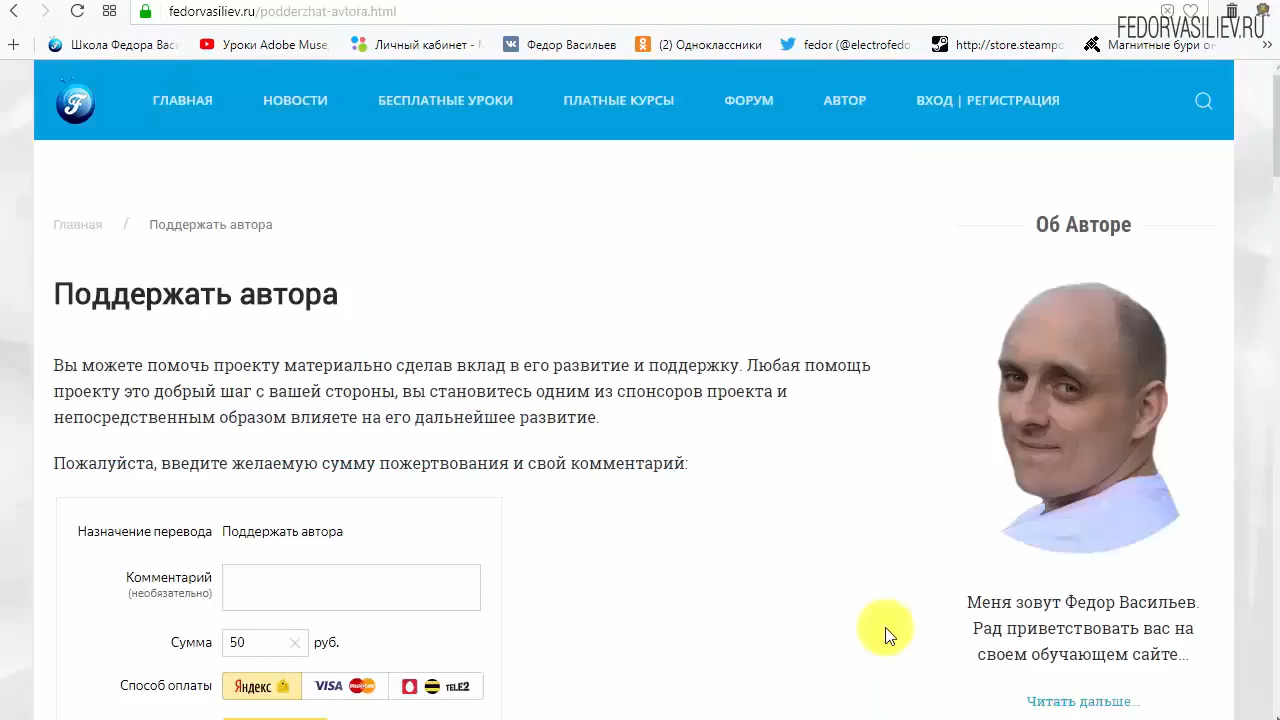 fedorvasiliev.ru/podderzhat-avtora.html
FEDORVASILIEV.RU
Школа Федора Васи
Уроки Adobe Muse,
Личный кабинет - М
Федор Васильев
(2) Одноклассники
fedor (@electrofedo
http://store.steampo
Магнитные бури он
ГЛАВНАЯ
НОВОСТИ
БЕСПЛАТНЫЕ УРОКИ
ПЛАТНЫЕ КУРСЫ
ФОРУМ
АВТОР
ВХОД | РЕГИСТРАЦИЯ
Главная / Поддержать автора
Поддержать автора
Вы можете помочь проекту материально сделав вклад в его развитие и поддержку. Любая помощь
проекту это добрый шаг с вашей стороны, вы становитесь одним из спонсоров проекта и
непосредственным образом влияете на его дальнейшее развитие.
Пожалуйста, введите желаемую сумму пожертвования и свой комментарий:
Назначение перевода Поддержать автора
Комментарий
(необязательно)
Сумма 50 руб.
Способ оплаты Яндекс VISA MasterCard TELE2
Об Авторе
Меня зовут Федор Васильев.
Рад приветствовать вас на
своем обучающем сайте...
Читать дальше...